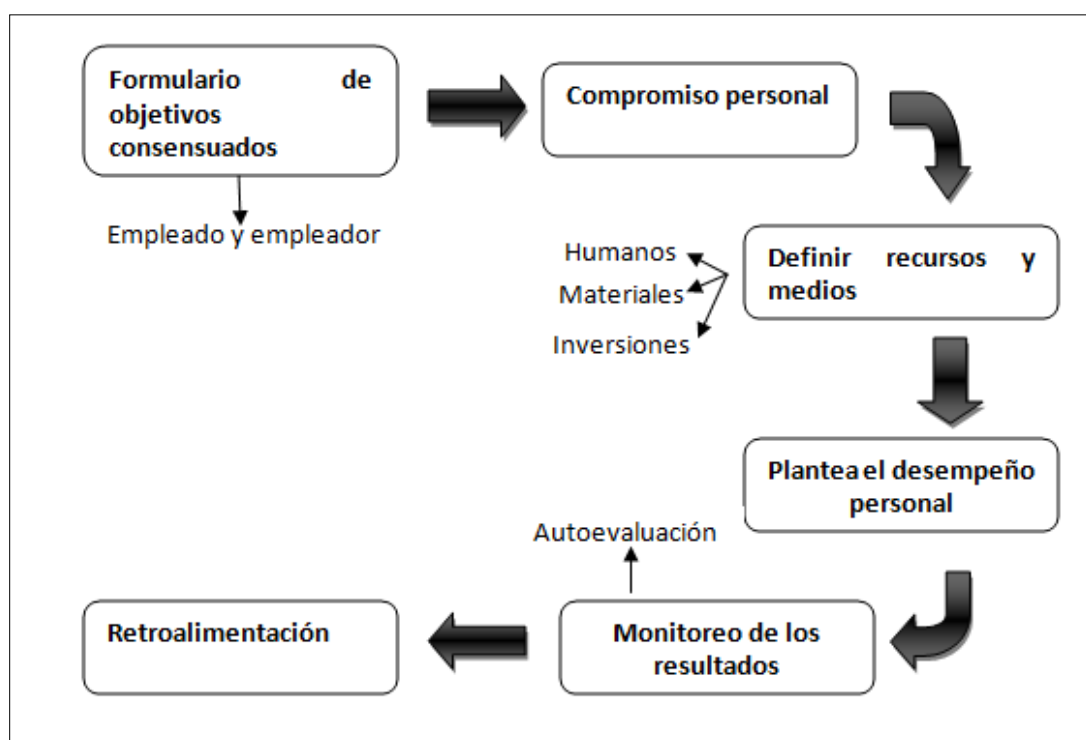 Formulario de
objetivos
consensuados
Compromiso personal
Empleado y empleador
Humanos
Materiales
Inversiones
Definir recursos y
medios
Plantea el desempeño
personal
Autoevaluación
Retroalimentación
Monitoreo de los
resultados